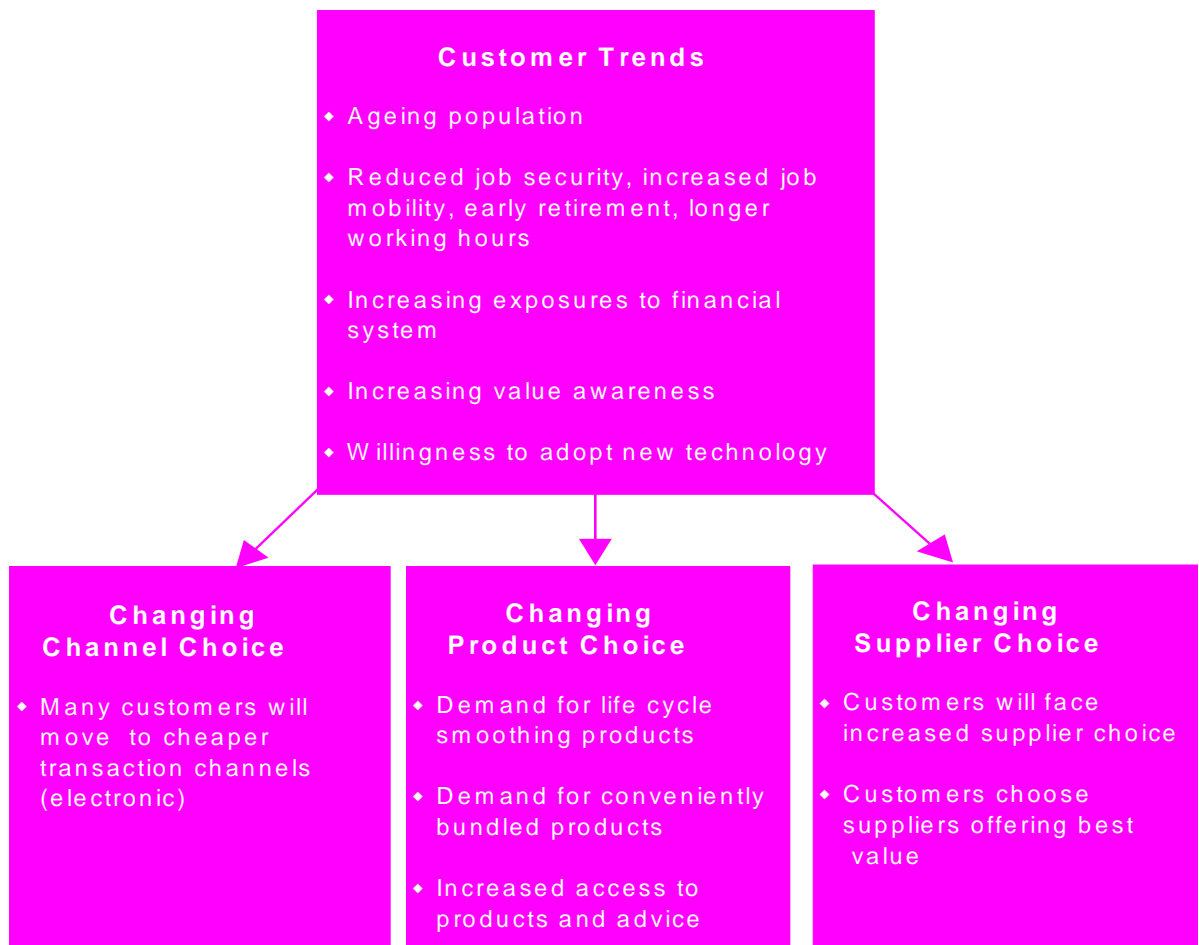 Customer Trends
◆ Ageing population
◆ Reduced job security, increased job
mobility, early retirement, longer
working hours
◆ Increasing exposures to financial
system
◆ Increasing value awareness
◆ Willingness to adopt new technology
Changing
Channel Choice
◆ Many customers will
move to cheaper
transaction channels
(electronic)
Changing
Product Choice
◆ Demand for life cycle
smoothing products
◆ Demand for conveniently
bundled products
◆ Increased access to
products and advice
Changing
Supplier Choice
◆ Customers will face
increased supplier choice
◆ Customers choose
suppliers offering best
value